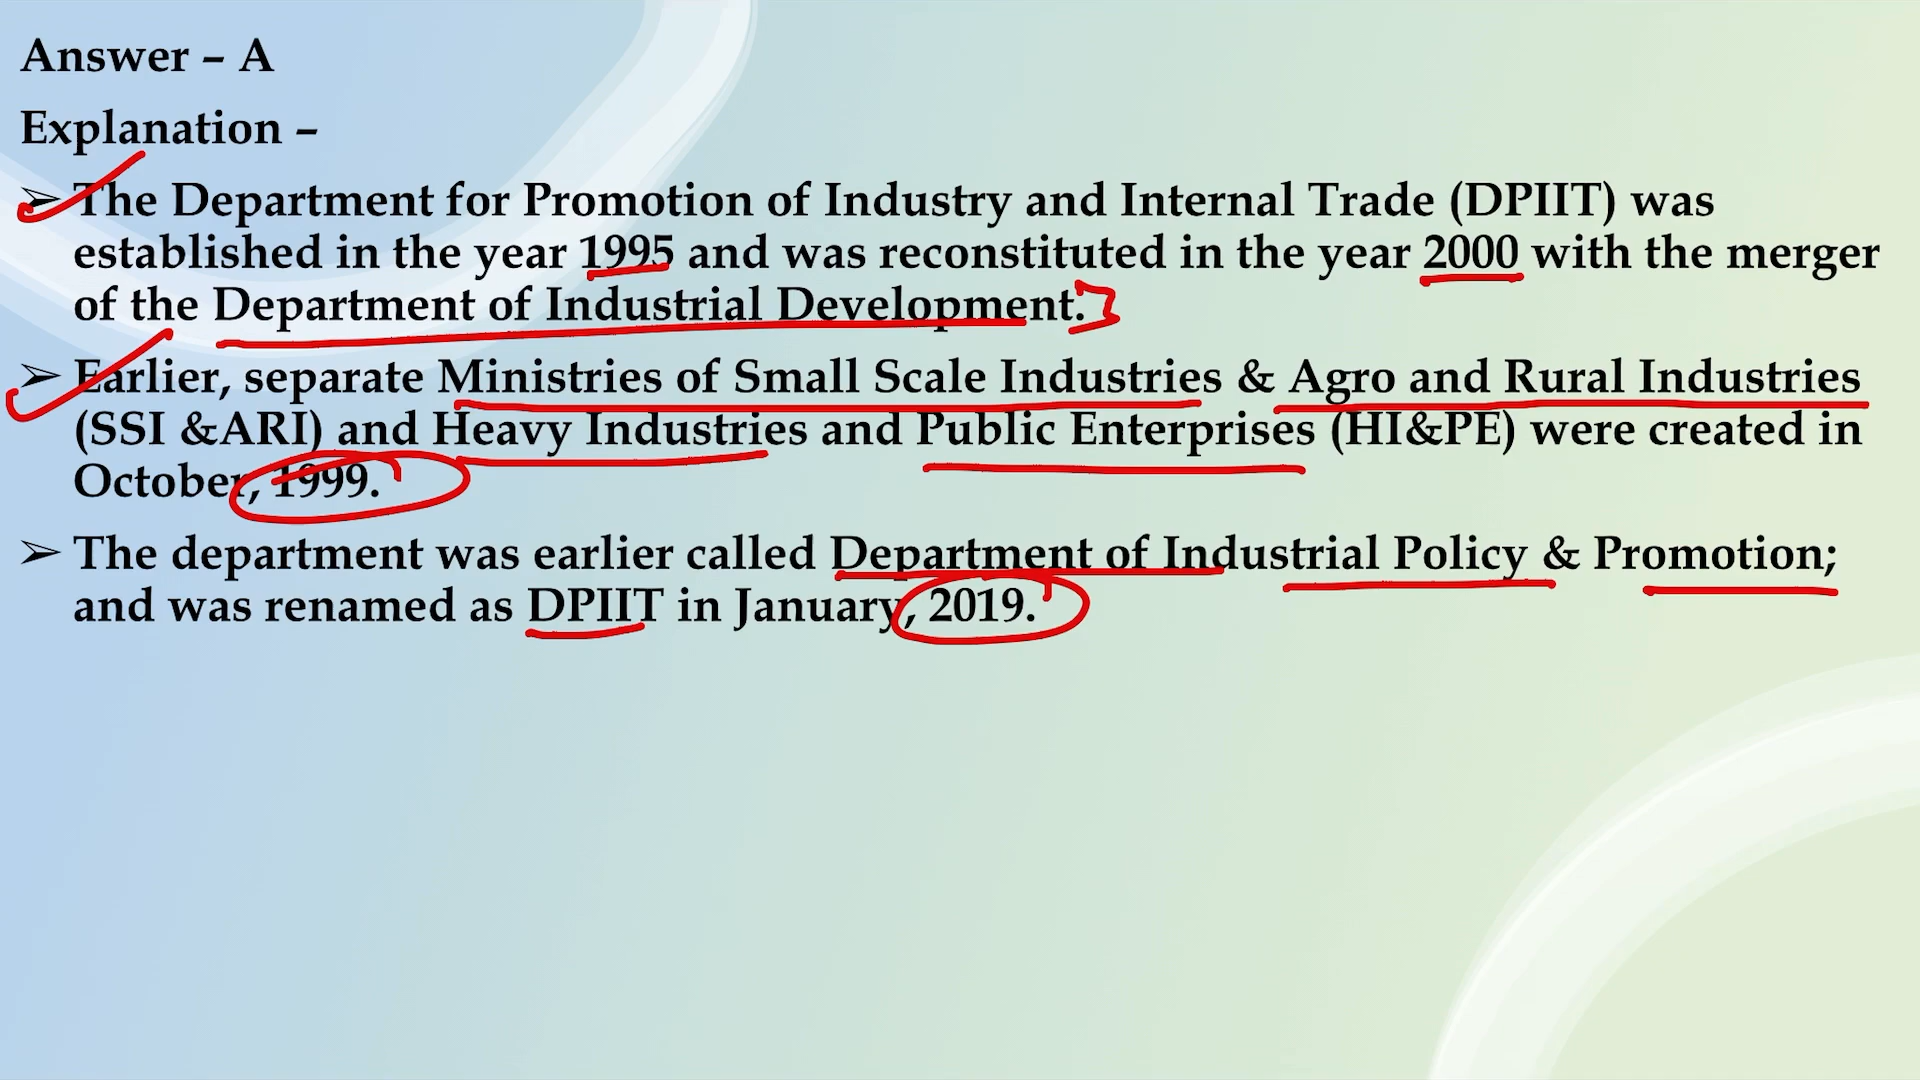 Answer – A
Explanation –
➢ The Department for Promotion of Industry and Internal Trade (DPIIT) was
established in the year 1995 and was reconstituted in the year 2000 with the merger
of the Department of Industrial Development.
➢ Earlier, separate Ministries of Small Scale Industries & Agro and Rural Industries
(SSI &ARI) and Heavy Industries and Public Enterprises (HI&PE) were created in
October, 1999.
➢ The department was earlier called Department of Industrial Policy & Promotion;
and was renamed as DPIIT in January, 2019.